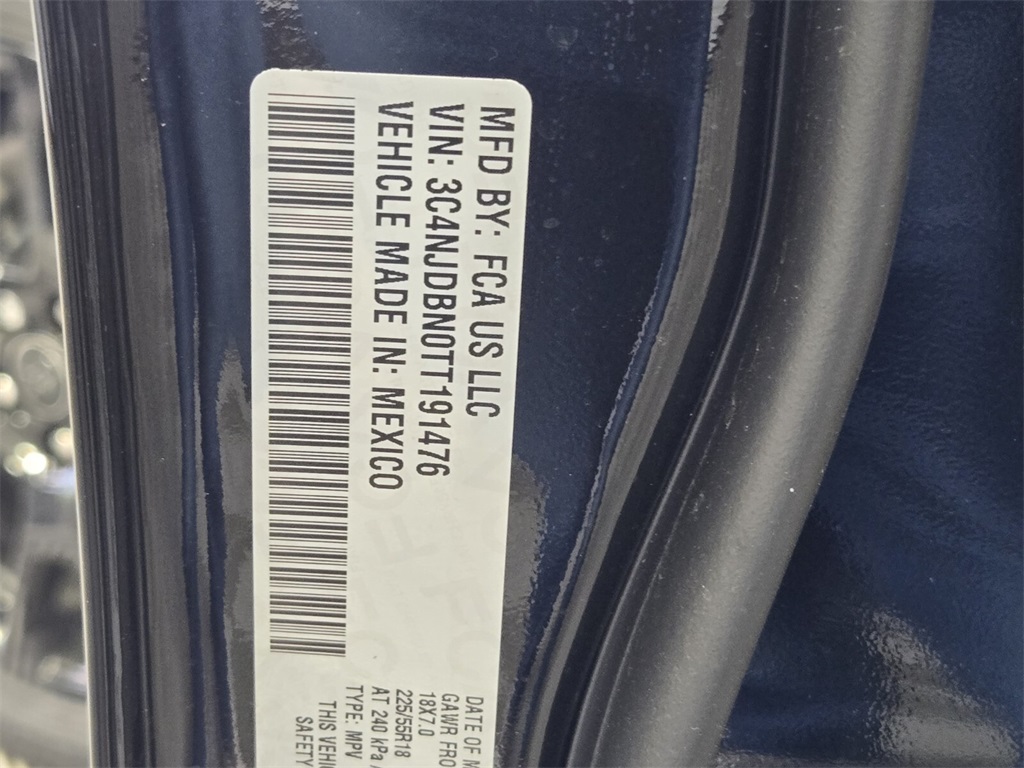 MFD BY: FCA US LLC
VIN: 3C4NJDBN0TT191476
VEHICLE MADE IN: MEXICO
DATE OF M
GAWR FRO
18X7.0
225/55R18
AT 240 kPa
TYPE: MPV
THIS VEHIC
SAFETY